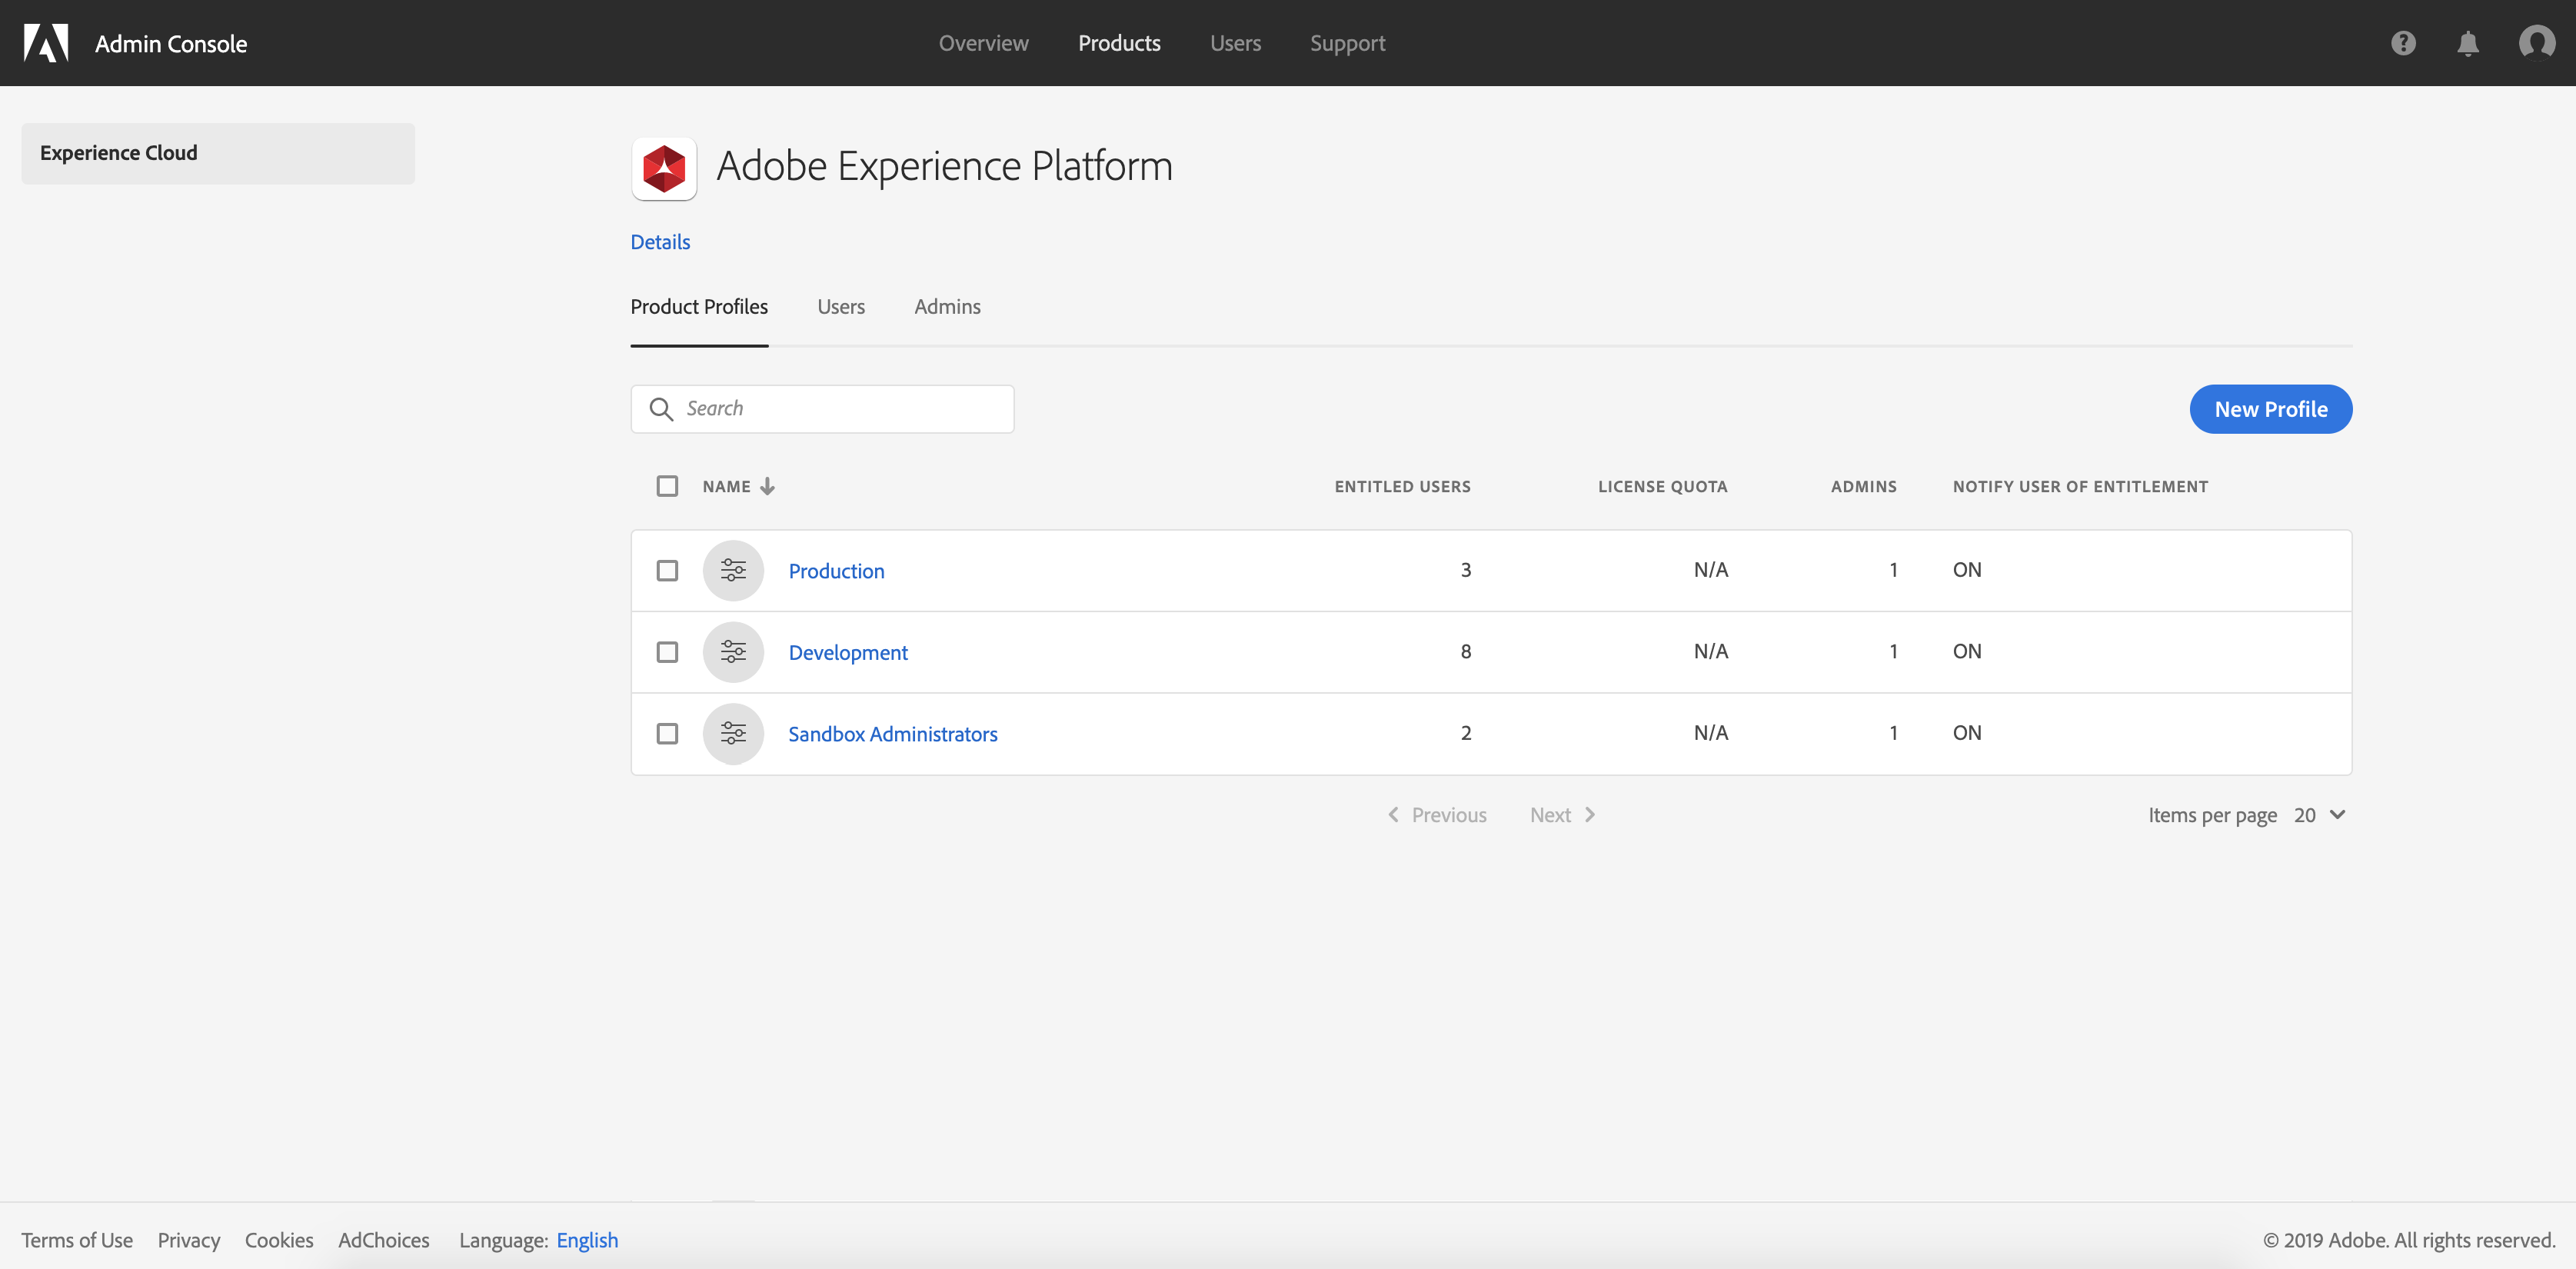 Admin Console
Overview Products Users Support
Experience Cloud
Adobe Experience Platform
Details
Product Profiles Users Admins
Search
New Profile
NAME ENTITLED USERS LICENSE QUOTA ADMINS NOTIFY USER OF ENTITLEMENT
Production 3 N/A 1 ON
Development 8 N/A 1 ON
Sandbox Administrators 2 N/A 1 ON
Previous Next Items per page 20
Terms of Use Privacy Cookies AdChoices Language: English © 2019 Adobe. All rights reserved.